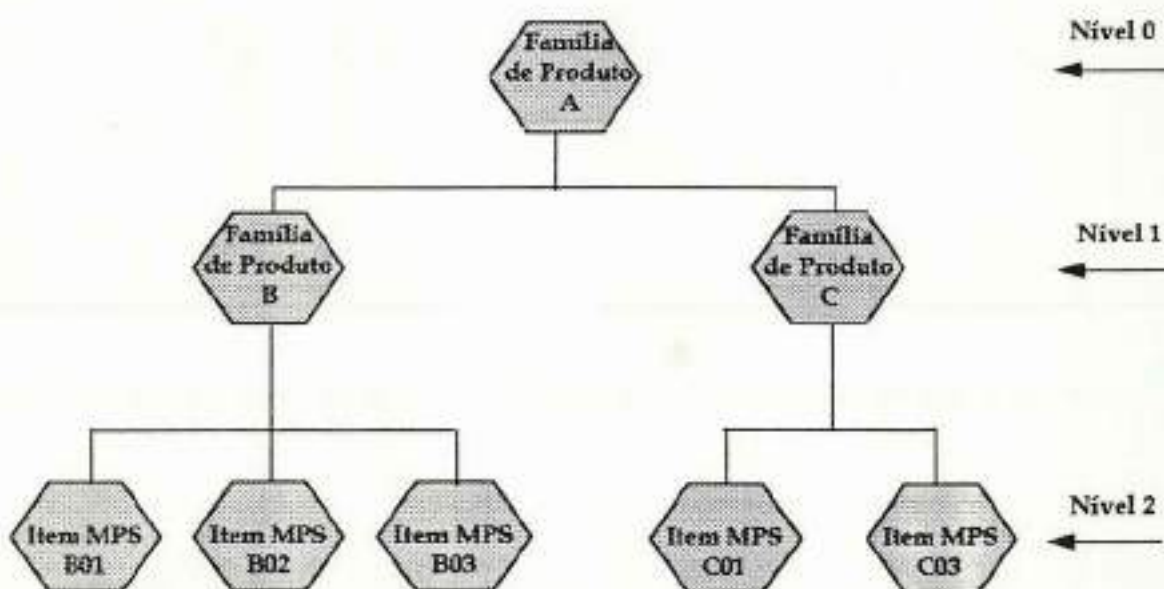 Família
de Produto
A
Nível 0
Família
de Produto
B
Família
de Produto
C
Nível 1
Item MPS
B01
Item MPS
B02
Item MPS
B03
Item MPS
C01
Item MPS
C03
Nível 2